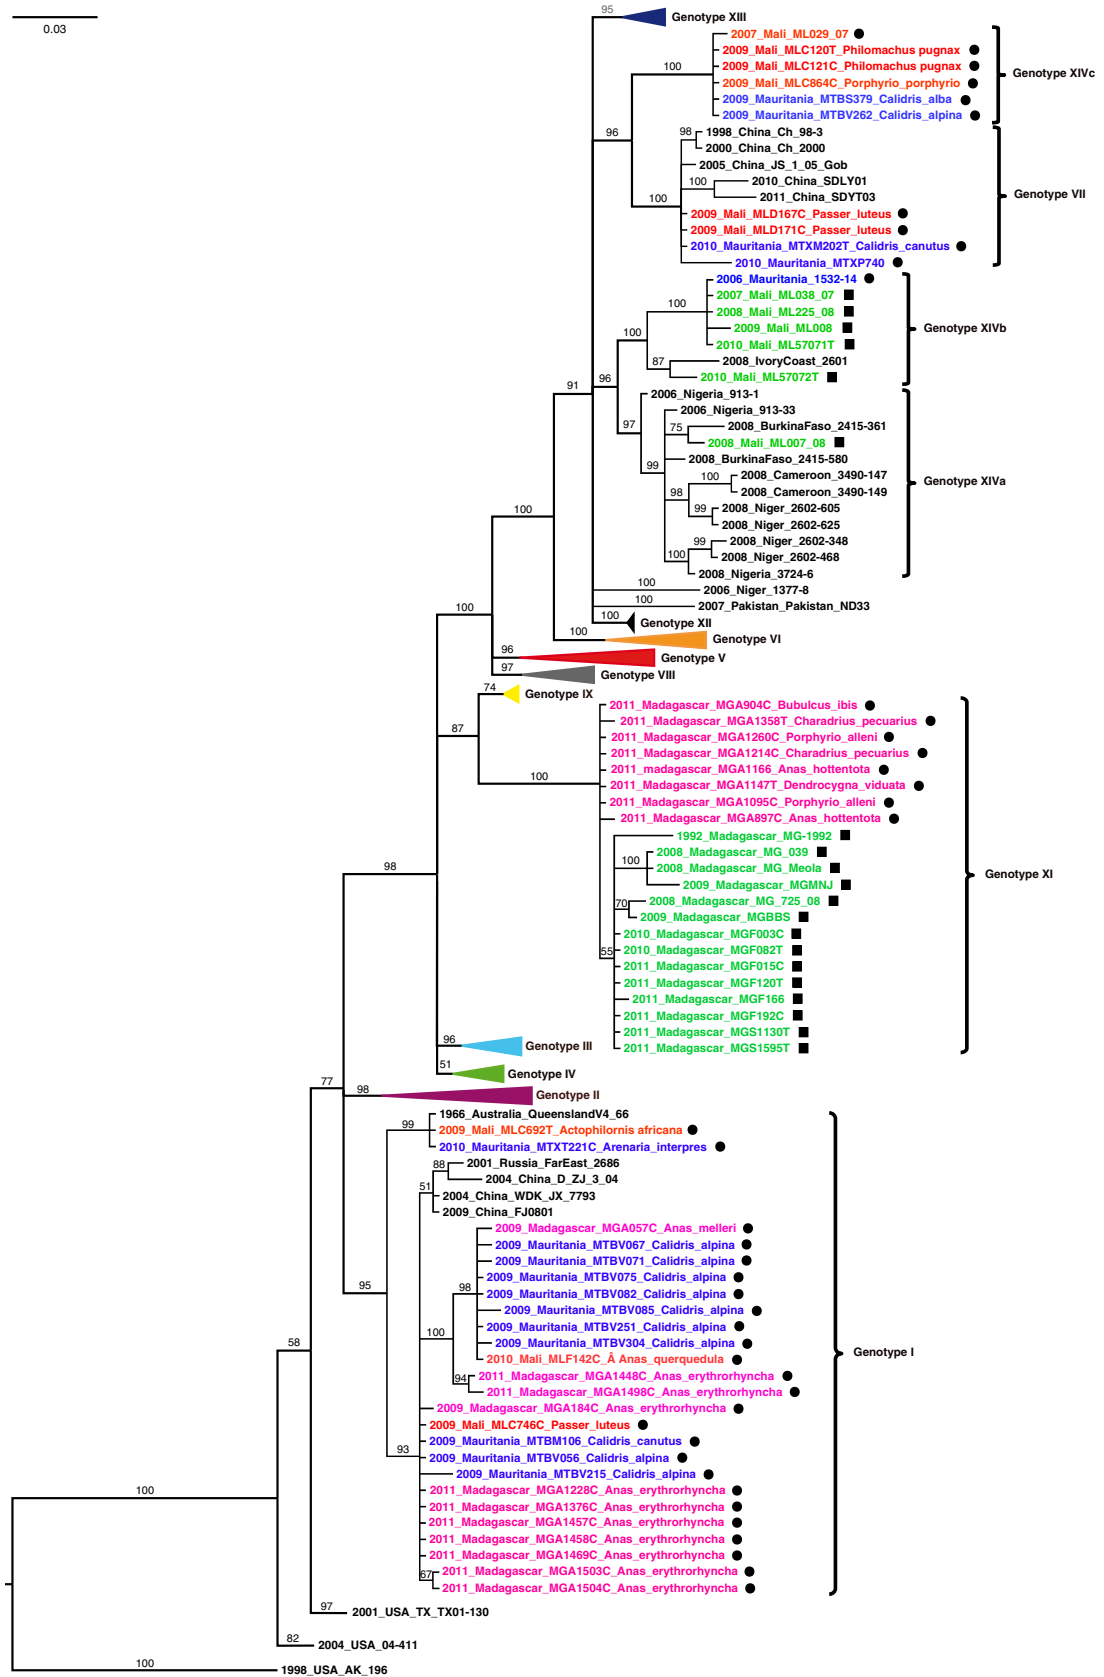 0.03
95
Genotype XIII
2007_Mali_ML029_07
2009_Mali_MLC120T_Philomachus pugnax
2009_Mali_MLC121C_Philomachus pugnax
100
2009_Mali_MLC864C_Porphyrio_porphyrio
Genotype XIVc
2009_Mauritania_MTBS379_Calidris_alba
2009_Mauritania_MTBV262_Calidris_alpina
96
98
1998_China_Ch_98-3
2000_China_Ch_2000
2005_China_JS_1_05_Gob
100
2010_China_SDLY01
2011_China_SDYT03
Genotype VII
100
2009_Mali_MLD167C_Passer_luteus
2009_Mali_MLD171C_Passer_luteus
2010_Mauritania_MTXM202T_Calidris_canutus
2010_Mauritania_MTXP740
2006_Mauritania_1532-14
2007_Mali_ML038_07
100
2008_Mali_ML225_08
2009_Mali_ML008
Genotype XIVb
100
2010_Mali_ML57071T
87
2008_IvoryCoast_2601
2010_Mali_ML57072T
91
96
2006_Nigeria_913-1
2006_Nigeria_913-33
97
75
2008_BurkinaFaso_2415-361
2008_Mali_ML007_08
2008_BurkinaFaso_2415-580
99
100
2008_Cameroon_3490-147
2008_Cameroon_3490-149
Genotype XIVa
98
99
2008_Niger_2602-605
2008_Niger_2602-625
99
2008_Niger_2602-348
2008_Niger_2602-468
100
2008_Nigeria_3724-6
100
2006_Niger_1377-8
100
2007_Pakistan_Pakistan_ND33
100
Genotype XII
100
100
Genotype VI
100
96
Genotype V
97
Genotype VIII
74
Genotype IX
87
2011_Madagascar_MGA904C_Bubulcus_ibis
2011_Madagascar_MGA1358T_Charadrius_pecuarius
2011_Madagascar_MGA1260C_Porphyrio_alleni
2011_Madagascar_MGA1214C_Charadrius_pecuarius
2011_madagascar_MGA1166_Anas_hottentota
100
2011_Madagascar_MGA1147T_Dendrocygna_viduata
2011_Madagascar_MGA1095C_Porphyrio_alleni
2011_Madagascar_MGA897C_Anas_hottentota
1992_Madagascar_MG-1992
2008_Madagascar_MG_039
100
2008_Madagascar_MG_Meola
2009_Madagascar_MGMNJ
Genotype XI
98
70
2008_Madagascar_MG_725_08
2009_Madagascar_MGBBS
2010_Madagascar_MGF003C
55
2010_Madagascar_MGF082T
2011_Madagascar_MGF015C
2011_Madagascar_MGF120T
2011_Madagascar_MGF166
2011_Madagascar_MGF192C
2011_Madagascar_MGS1130T
2011_Madagascar_MGS1595T
96
Genotype III
51
Genotype IV
77
98
Genotype II
1966_Australia_QueenslandV4_66
99
2009_Mali_MLC692T_Actophilornis africana
2010_Mauritania_MTXT221C_Arenaria_interpres
88
2001_Russia_FarEast_2686
2004_China_D_ZJ_3_04
51
2004_China_WDK_JX_7793
2009_China_FJ0801
2009_Madagascar_MGA057C_Anas_melleri
2009_Mauritania_MTBV067_Calidris_alpina
2009_Mauritania_MTBV071_Calidris_alpina
2009_Mauritania_MTBV075_Calidris_alpina
95
98
2009_Mauritania_MTBV082_Calidris_alpina
2009_Mauritania_MTBV085_Calidris_alpina
2009_Mauritania_MTBV251_Calidris_alpina
100
2009_Mauritania_MTBV304_Calidris_alpina
58
2010_Mali_MLF142C_Â Anas_querquedula
Genotype I
94
2011_Madagascar_MGA1448C_Anas_erythrorhyncha
2011_Madagascar_MGA1498C_Anas_erythrorhyncha
2009_Madagascar_MGA184C_Anas_erythrorhyncha
2009_Mali_MLC746C_Passer_luteus
2009_Mauritania_MTBM106_Calidris_canutus
93
2009_Mauritania_MTBV056_Calidris_alpina
2009_Mauritania_MTBV215_Calidris_alpina
100
2011_Madagascar_MGA1228C_Anas_erythrorhyncha
2011_Madagascar_MGA1376C_Anas_erythrorhyncha
2011_Madagascar_MGA1457C_Anas_erythrorhyncha
2011_Madagascar_MGA1458C_Anas_erythrorhyncha
2011_Madagascar_MGA1469C_Anas_erythrorhyncha
67
2011_Madagascar_MGA1503C_Anas_erythrorhyncha
2011_Madagascar_MGA1504C_Anas_erythrorhyncha
97
2001_USA_TX_TX01-130
82
2004_USA_04-411
100
1998_USA_AK_196